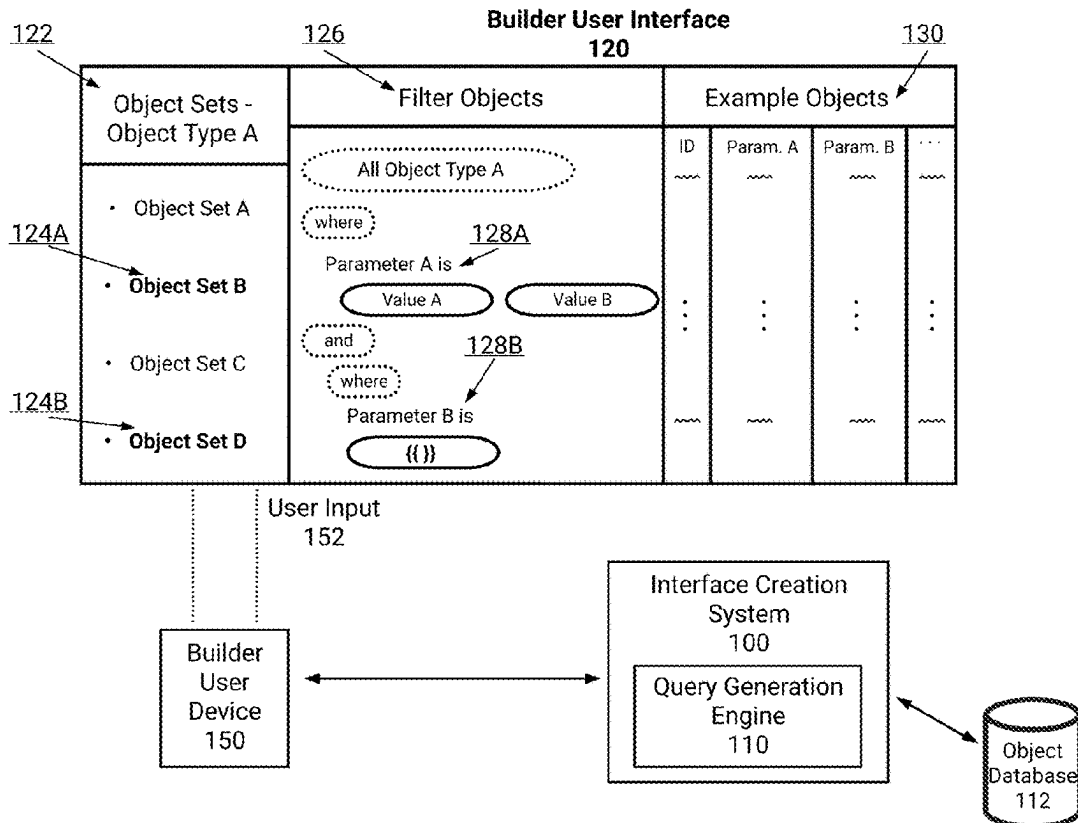 Builder User Interface
120
122
126
130
Object Sets -
Object Type A
Filter Objects
Example Objects
ID
Param. A
Param. B
. . .
All Object Type A
Object Set A
where
124A
128A
Parameter A is
Object Set B
Value A
Value B
and
128B
Object Set C
where
124B
Parameter B is
Object Set D
{{ }}
User Input
152
Interface Creation
System
100
Builder
User
Device
150
Query Generation
Engine
110
Object
Database
112